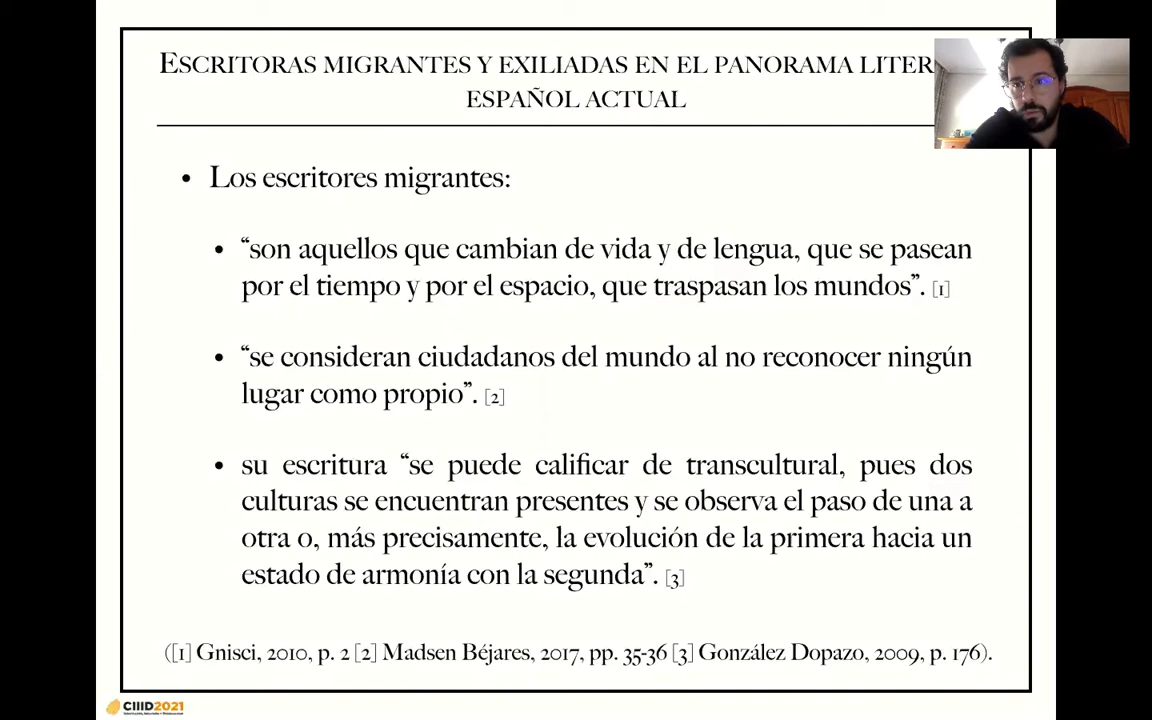 ESCRITORAS MIGRANTES Y EXILIADAS EN EL PANORAMA LITER
ESPAÑOL ACTUAL
• Los escritores migrantes:
• “son aquellos que cambian de vida y de lengua, que se pasean
por el tiempo y por el espacio, que traspasan los mundos”. [1]
• “se consideran ciudadanos del mundo al no reconocer ningún
lugar como propio”. [2]
• su escritura “se puede calificar de transcultural, pues dos
culturas se encuentran presentes y se observa el paso de una a
otra o, más precisamente, la evolución de la primera hacia un
estado de armonía con la segunda”. [3]
([1] Gnisci, 2010, p. 2 [2] Madsen Béjares, 2017, pp. 35-36 [3] González Dopazo, 2009, p. 176).
CIIID2021